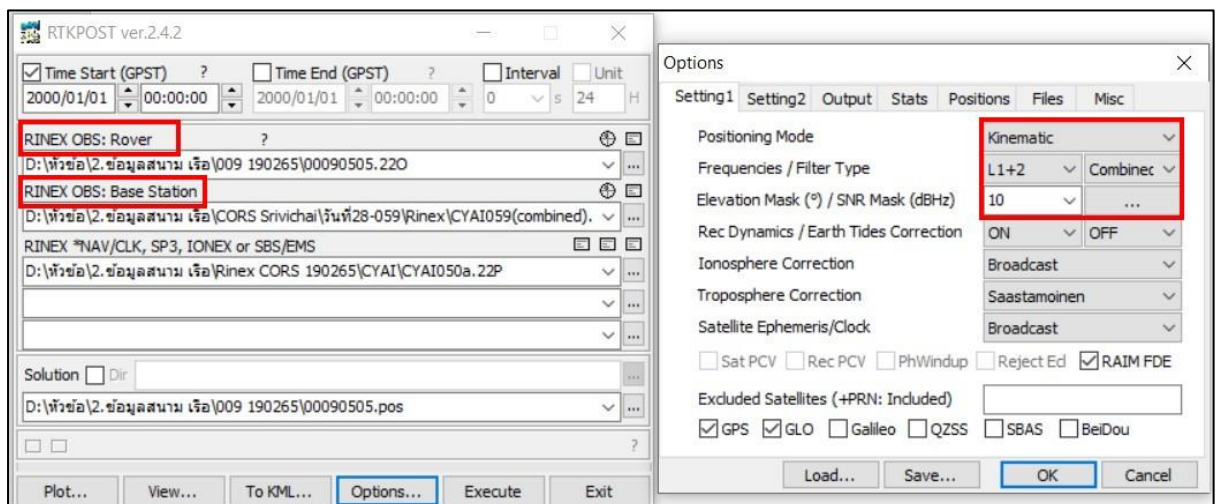 RTKPOST ver.2.4.2
Time Start (GPST) ? Time End (GPST) ? Interval Unit
2000/01/01 00:00:00 2000/01/01 00:00:00 0 s 24 H
RINEX OBS: Rover ?
D:\หัวข้อ\2.ข้อมูลสนาม เรือ\009 190265\00090505.22O
...
RINEX OBS: Base Station
D:\หัวข้อ\2.ข้อมูลสนาม เรือ\CORS Srivichai\วันที่28-059\Rinex\CYAI059(combined).
...
RINEX *NAV/CLK, SP3, IONEX or SBS/EMS
D:\หัวข้อ\2.ข้อมูลสนาม เรือ\Rinex CORS 190265\CYAI\CYAI050a.22P
...
...
...
Solution Dir
...
D:\หัวข้อ\2.ข้อมูลสนาม เรือ\009 190265\00090505.pos
...
?
Plot... View... To KML... Options... Execute Exit
Options
Setting1 Setting2 Output Stats Positions Files Misc
Positioning Mode Kinematic
Frequencies / Filter Type L1+2 Combinec
Elevation Mask (°) / SNR Mask (dBHz) 10 ...
Rec Dynamics / Earth Tides Correction ON OFF
Ionosphere Correction Broadcast
Troposphere Correction Saastamoinen
Satellite Ephemeris/Clock Broadcast
Sat PCV Rec PCV PhWindup Reject Ed RAIM FDE
Excluded Satellites (+PRN: Included)
GPS GLO Galileo QZSS SBAS BeiDou
Load... Save... OK Cancel